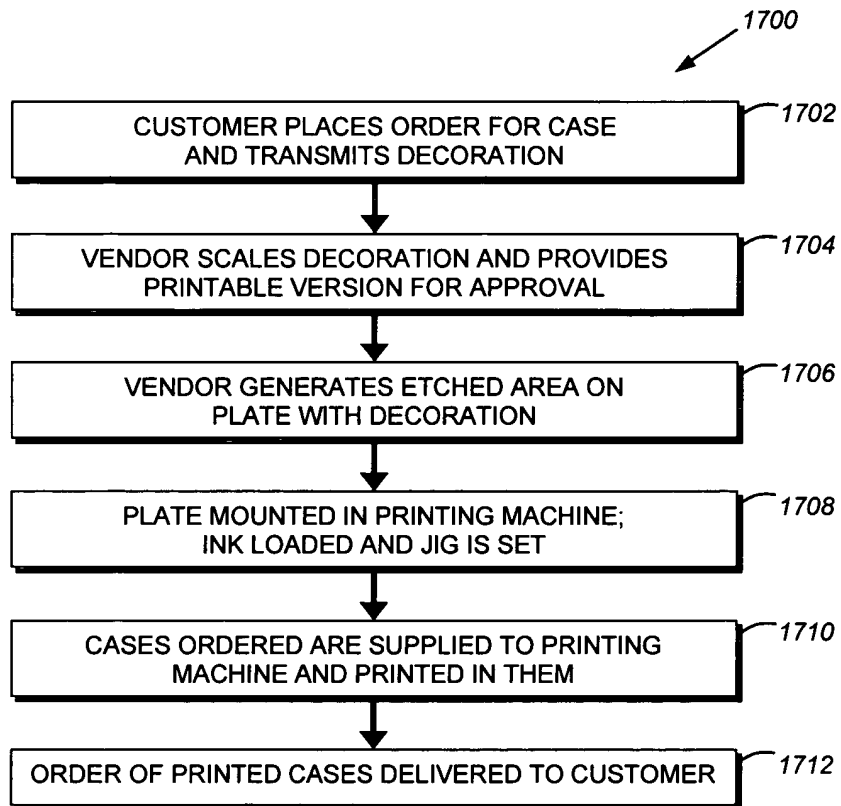 1700
CUSTOMER PLACES ORDER FOR CASE
AND TRANSMITS DECORATION
1702
VENDOR SCALES DECORATION AND PROVIDES
PRINTABLE VERSION FOR APPROVAL
1704
VENDOR GENERATES ETCHED AREA ON
PLATE WITH DECORATION
1706
PLATE MOUNTED IN PRINTING MACHINE;
INK LOADED AND JIG IS SET
1708
CASES ORDERED ARE SUPPLIED TO PRINTING
MACHINE AND PRINTED IN THEM
1710
ORDER OF PRINTED CASES DELIVERED TO CUSTOMER
1712